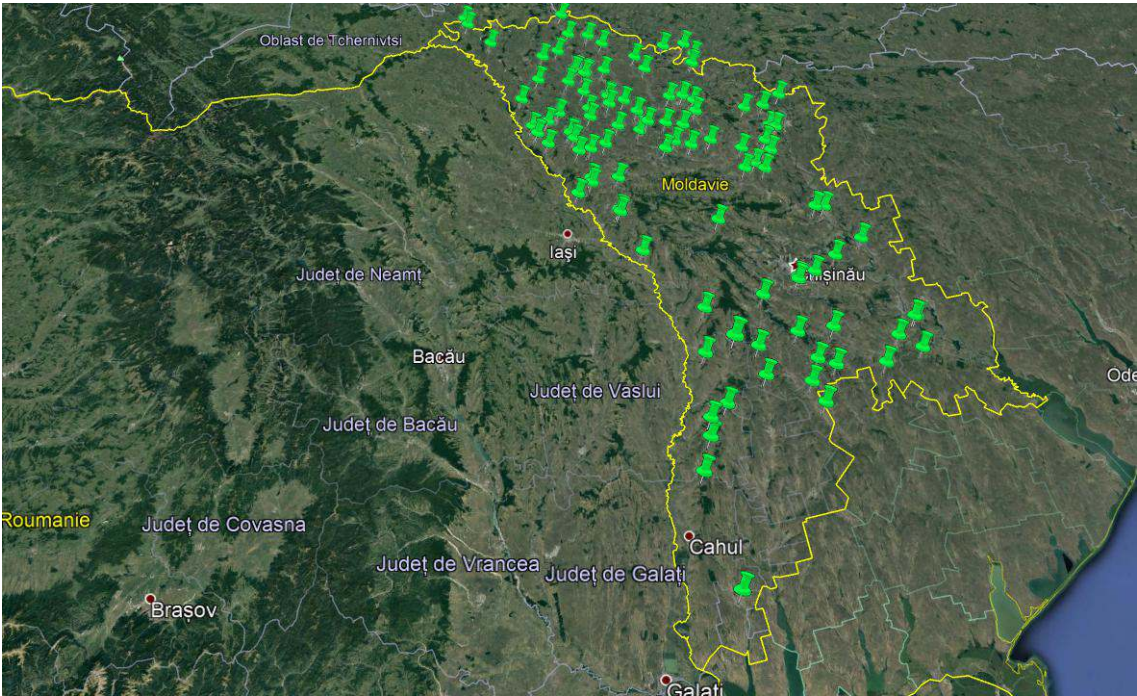 Oblast de Tchernivtsi
Moldavie
Iași
Județ de Neamț
hișinău
Bacău
Ode
Județ de Vaslui
Județ de Bacău
Roumanie
Județ de Covasna
Cahul
Județ de Vrancea
Județ de Galați
Brașov
Galați